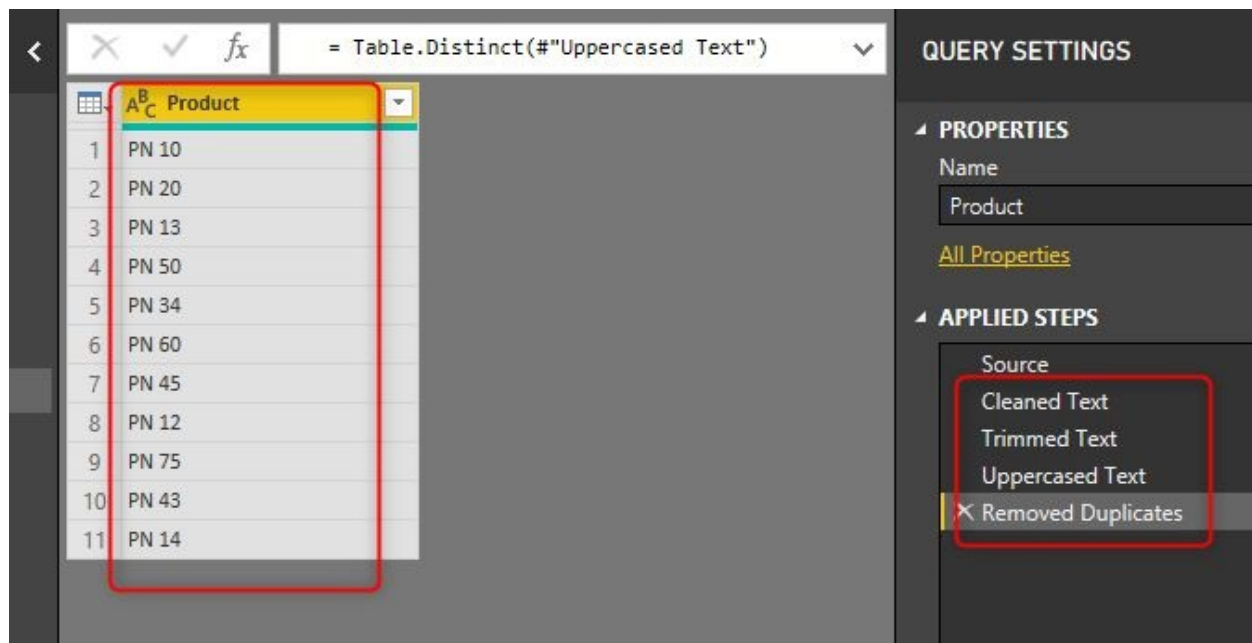 fx
= Table.Distinct(#"Uppercased Text")
ABC Product
1 PN 10
2 PN 20
3 PN 13
4 PN 50
5 PN 34
6 PN 60
7 PN 45
8 PN 12
9 PN 75
10 PN 43
11 PN 14
QUERY SETTINGS
PROPERTIES
Name
Product
All Properties
APPLIED STEPS
Source
Cleaned Text
Trimmed Text
Uppercased Text
Removed Duplicates